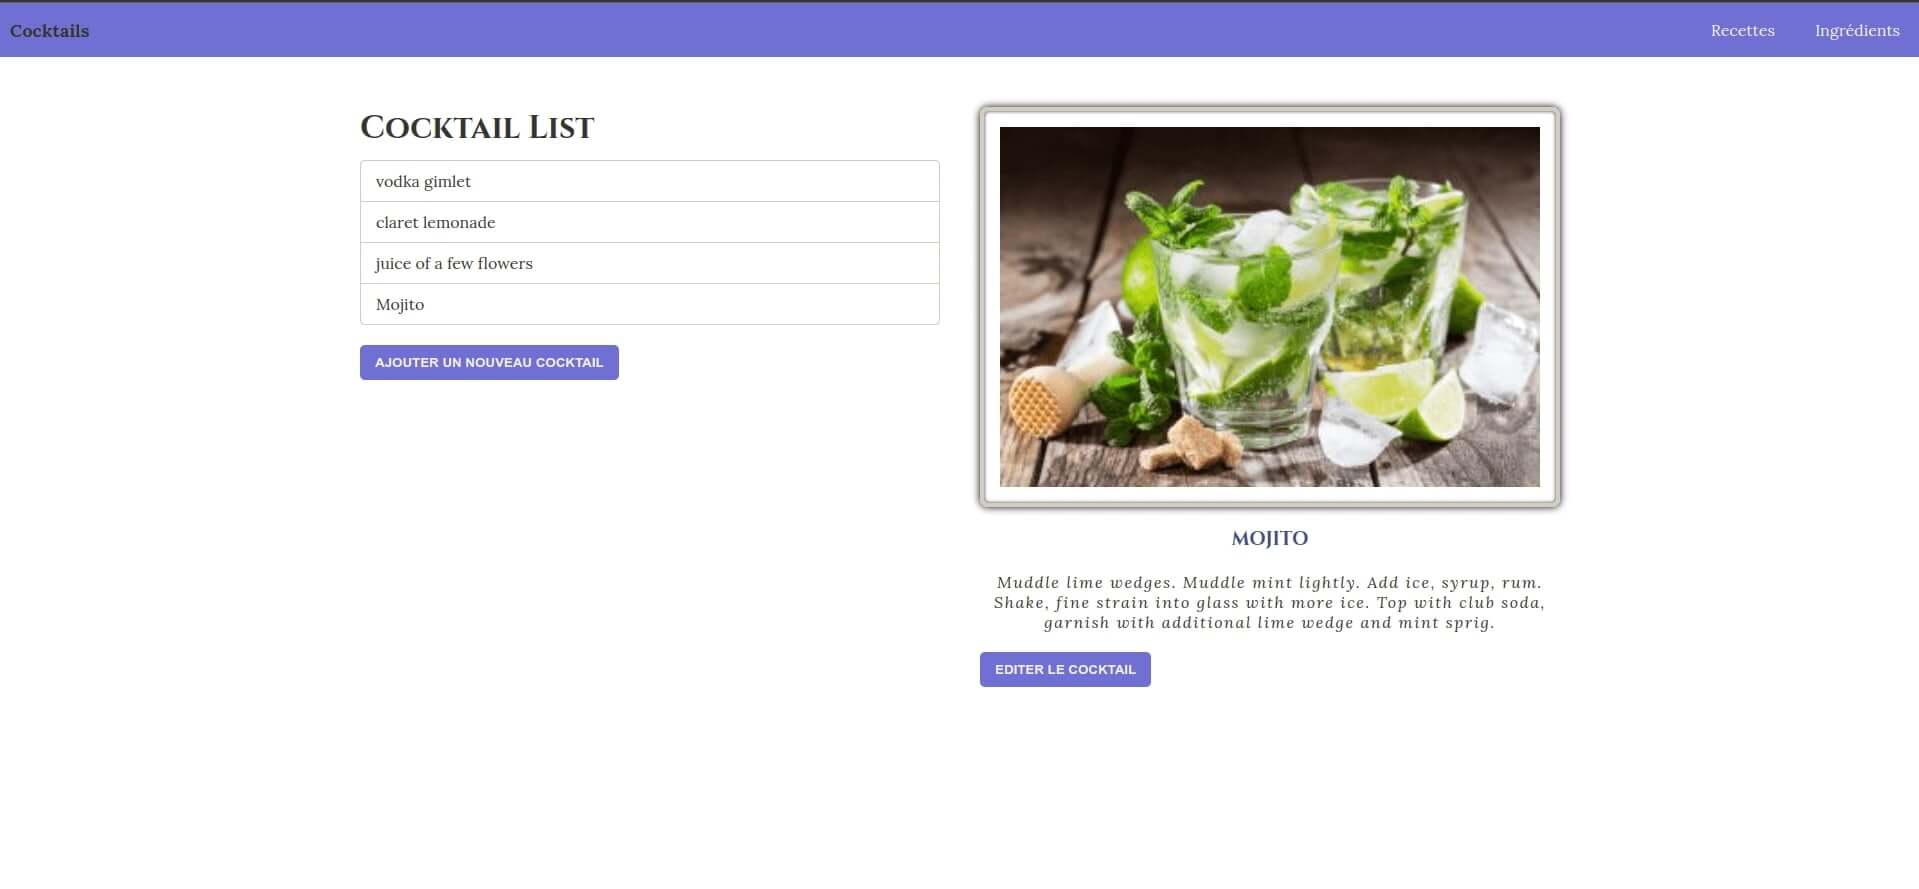 Cocktails
Recettes
Ingrédients
Cocktail List
vodka gimlet
claret lemonade
juice of a few flowers
Mojito
AJOUTER UN NOUVEAU COCKTAIL
MOJITO
Muddle lime wedges. Muddle mint lightly. Add ice, syrup, rum.
Shake, fine strain into glass with more ice. Top with club soda,
garnish with additional lime wedge and mint sprig.
EDITER LE COCKTAIL